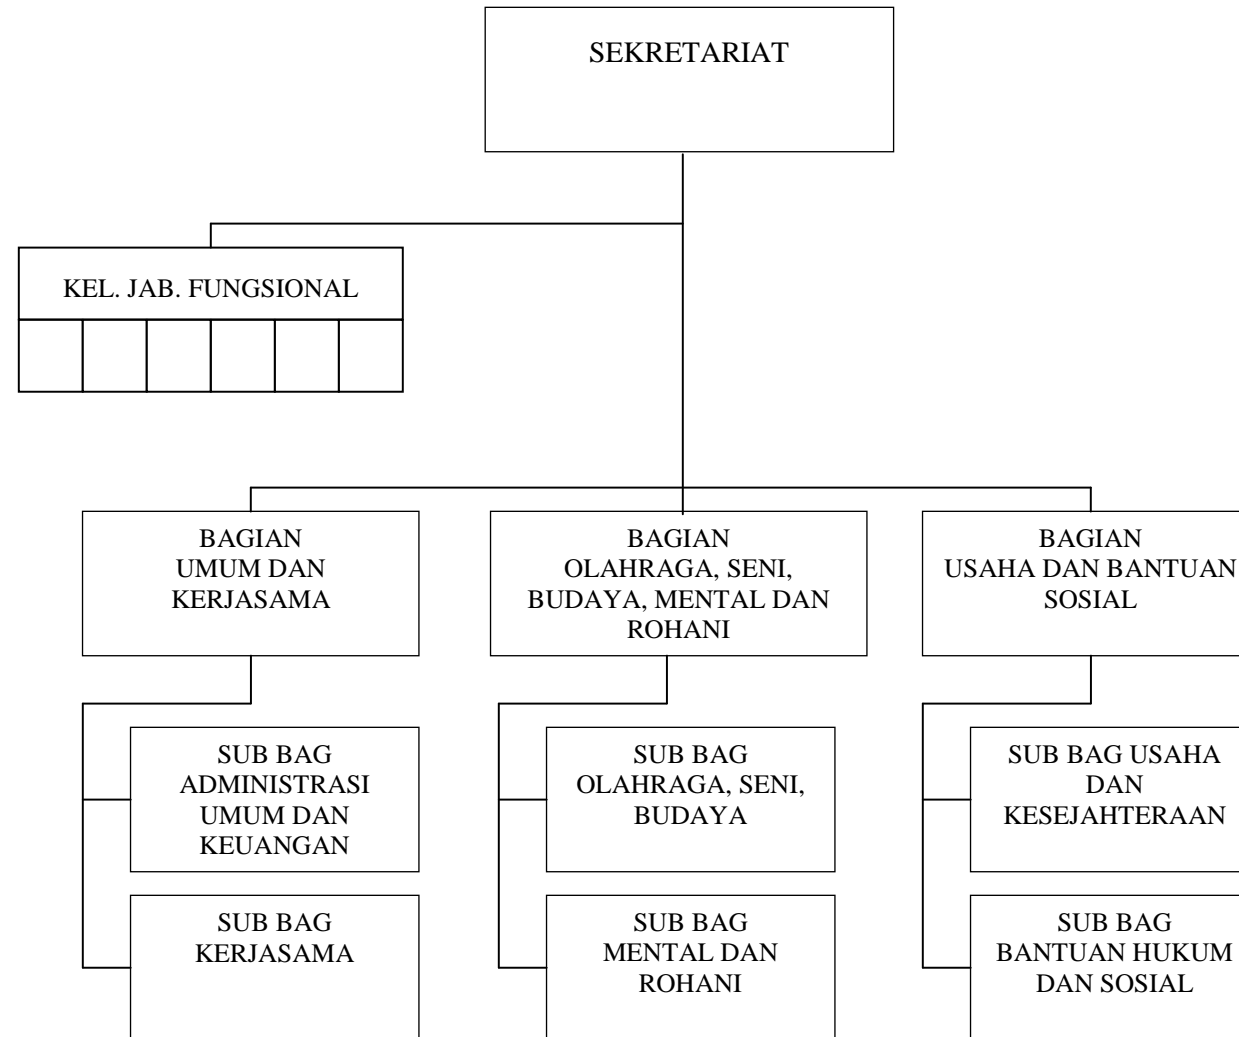 SEKRETARIAT
KEL. JAB. FUNGSIONAL
BAGIAN
UMUM DAN
KERJASAMA
BAGIAN
OLAHRAGA, SENI,
BUDAYA, MENTAL DAN
ROHANI
BAGIAN
USAHA DAN BANTUAN
SOSIAL
SUB BAG
ADMINISTRASI
UMUM DAN
KEUANGAN
SUB BAG
OLAHRAGA, SENI,
BUDAYA
SUB BAG USAHA
DAN
KESEJAHTERAAN
SUB BAG
KERJASAMA
SUB BAG
MENTAL DAN
ROHANI
SUB BAG
BANTUAN HUKUM
DAN SOSIAL